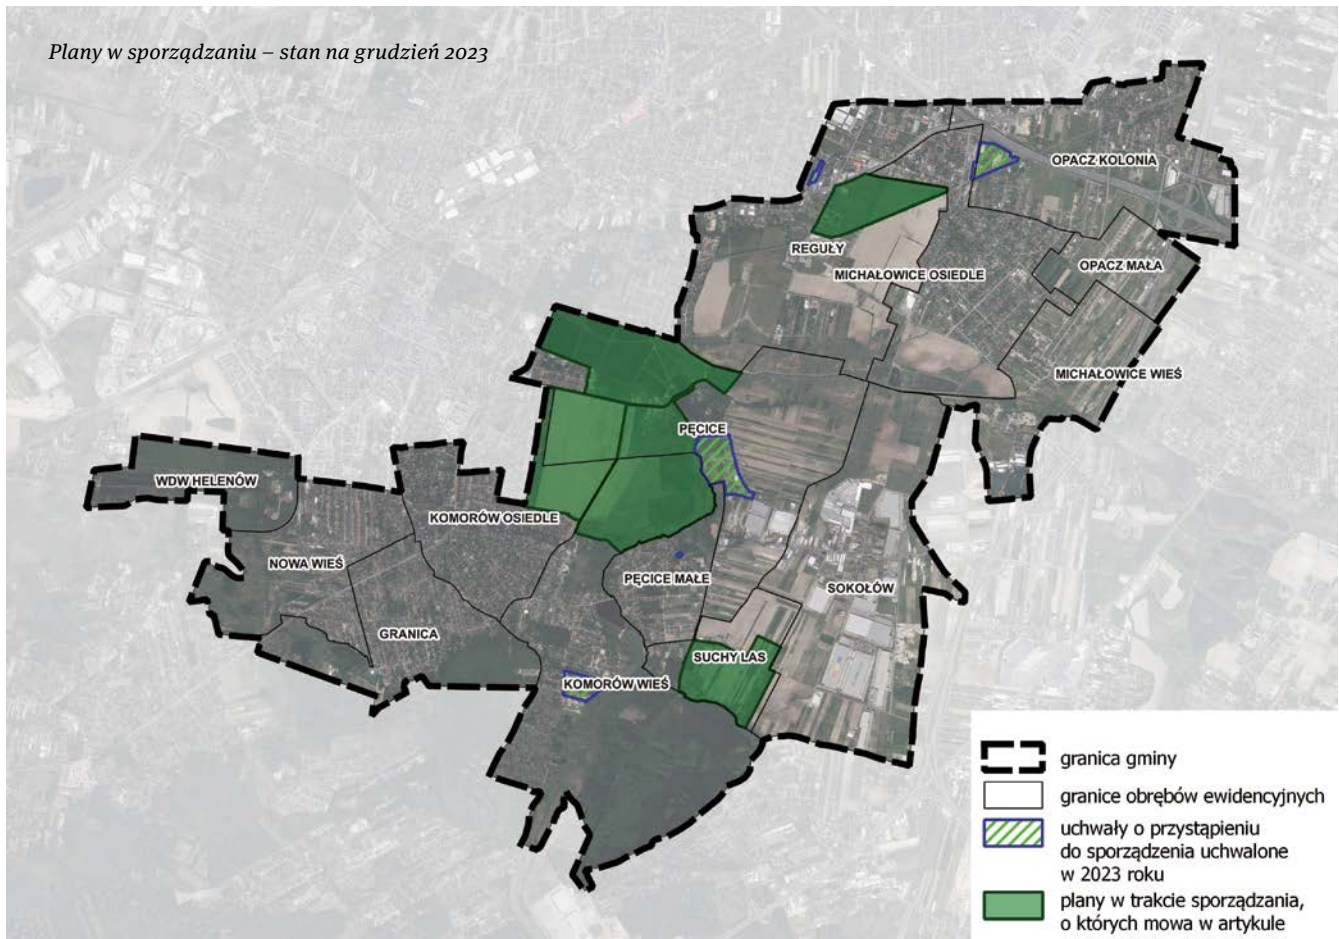 Plany w sporządzaniu – stan na grudzień 2023
OPACZ KOLONIA
REGUŁY
OPACZ MAŁA
MICHAŁOWICE OSIEDLE
MICHAŁOWICE WIEŚ
PĘCICE
WDW HELENÓW
KOMORÓW OSIEDLE
NOWA WIEŚ
PĘCICE MAŁE
SOKOŁÓW
GRANICA
SUCHY LAS
KOMORÓW WIEŚ
granica gminy
granice obrębów ewidencyjnych
uchwały o przystąpieniu
do sporządzenia uchwalone
w 2023 roku
plany w trakcie sporządzania,
o których mowa w artykule